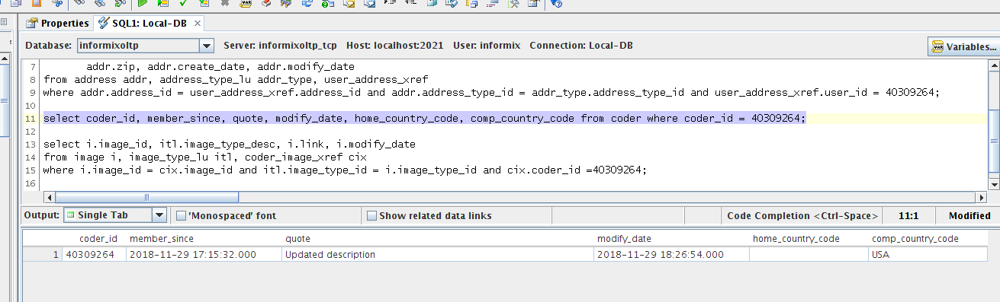 Properties SQL1: Local-DB
Database: informixoltp Server: informixoltp_tcp Host: localhost:2021 User: informix Connection: Local-DB Variables...
7 addr.zip, addr.create_date, addr.modify_date
8 from address addr, address_type_lu addr_type, user_address_xref
9 where addr.address_id = user_address_xref.address_id and addr.address_type_id = addr_type.address_type_id and user_address_xref.user_id = 40309264;
10
11 select coder_id, member_since, quote, modify_date, home_country_code, comp_country_code from coder where coder_id = 40309264;
12
13 select i.image_id, itl.image_type_desc, i.link, i.modify_date
14 from image i, image_type_lu itl, coder_image_xref cix
15 where i.image_id = cix.image_id and itl.image_type_id = i.image_type_id and cix.coder_id =40309264;
16
Output: Single Tab 'Monospaced' font Show related data links Code Completion <Ctrl-Space> 11:1 Modified
coder_id member_since quote modify_date home_country_code comp_country_code
1 40309264 2018-11-29 17:15:32.000 Updated description 2018-11-29 18:26:54.000 USA